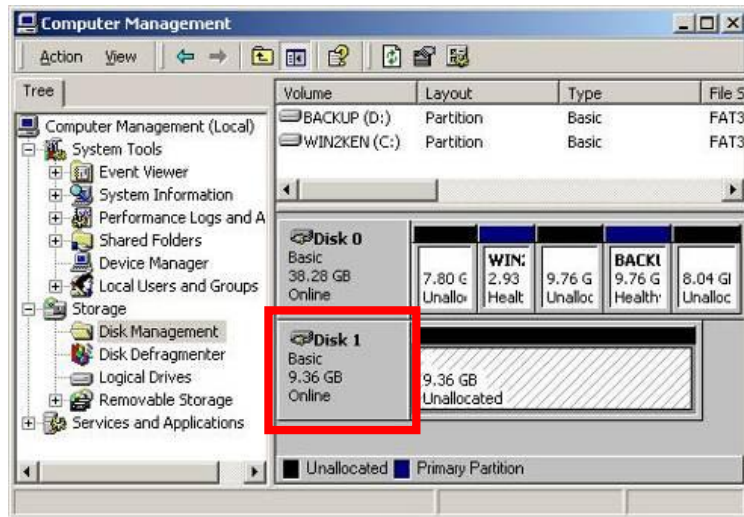 Computer Management
Action View
Tree
Computer Management (Local)
System Tools
Event Viewer
System Information
Performance Logs and A
Shared Folders
Device Manager
Local Users and Groups
Storage
Disk Management
Disk Defragmenter
Logical Drives
Removable Storage
Services and Applications
Volume Layout Type File S
BACKUP (D:) Partition Basic FAT3
WIN2KEN (C:) Partition Basic FAT3
Disk 0
Basic
38.28 GB
Online
7.80 G
Unallo
WIN:
2.93
Healt
9.76 G
Unalloc
BACKU
9.76 G
Healthy
8.04 GI
Unalloc
Disk 1
Basic
9.36 GB
Online
9.36 GB
Unallocated
Unallocated Primary Partition